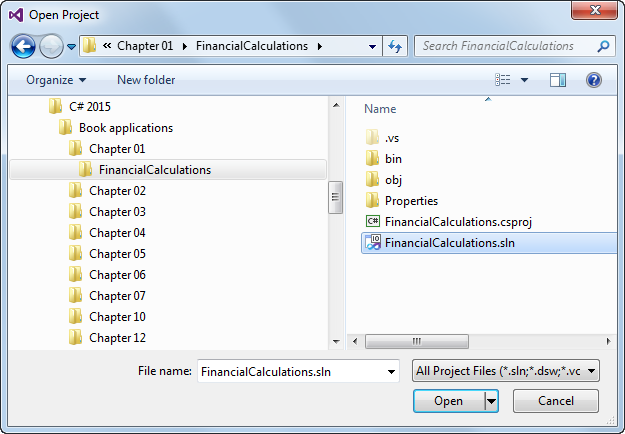 Open Project
« Chapter 01 FinancialCalculations
Search FinancialCalculations
Organize New folder
C# 2015
Book applications
Chapter 01
FinancialCalculations
Chapter 02
Chapter 03
Chapter 04
Chapter 05
Chapter 06
Chapter 07
Chapter 10
Chapter 12
Name
.vs
bin
obj
Properties
C# FinancialCalculations.csproj
FinancialCalculations.sln
File name: FinancialCalculations.sln
All Project Files (*.sln;*.dsw;*.vc
Open Cancel